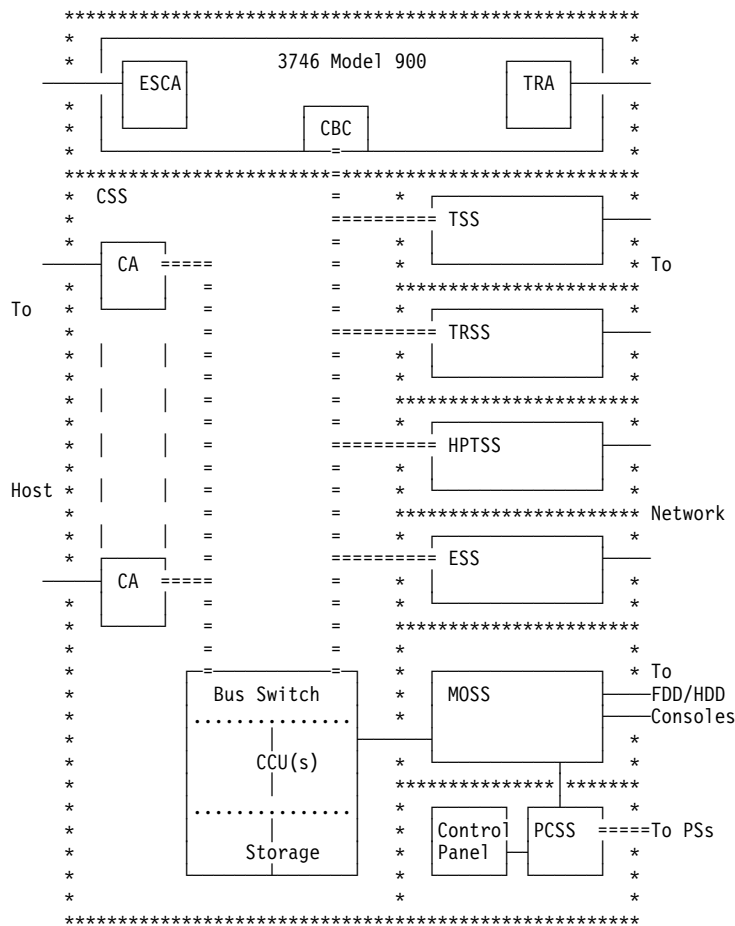 3746 Model 900
ESCA
TRA
CBC
CSS
TSS
CA
To
To
TRSS
HPTSS
Host
Network
ESS
CA
To
Bus Switch
MOSS
FDD/HDD
Consoles
CCU(s)
Control
Panel
PCSS
To PSs
Storage